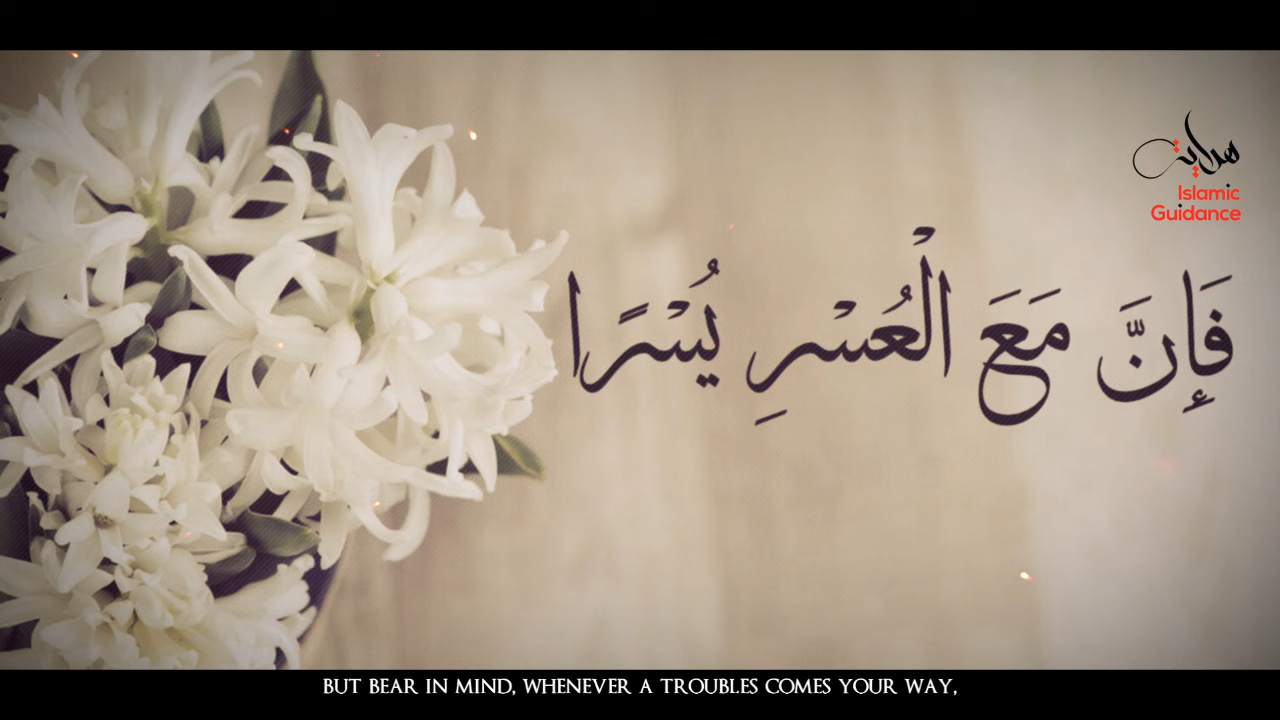 هداية
Islamic
Guidance
فَإِنَّ مَعَ الْعُسْرِ يُسْرًا
BUT BEAR IN MIND, WHENEVER A TROUBLES COMES YOUR WAY,